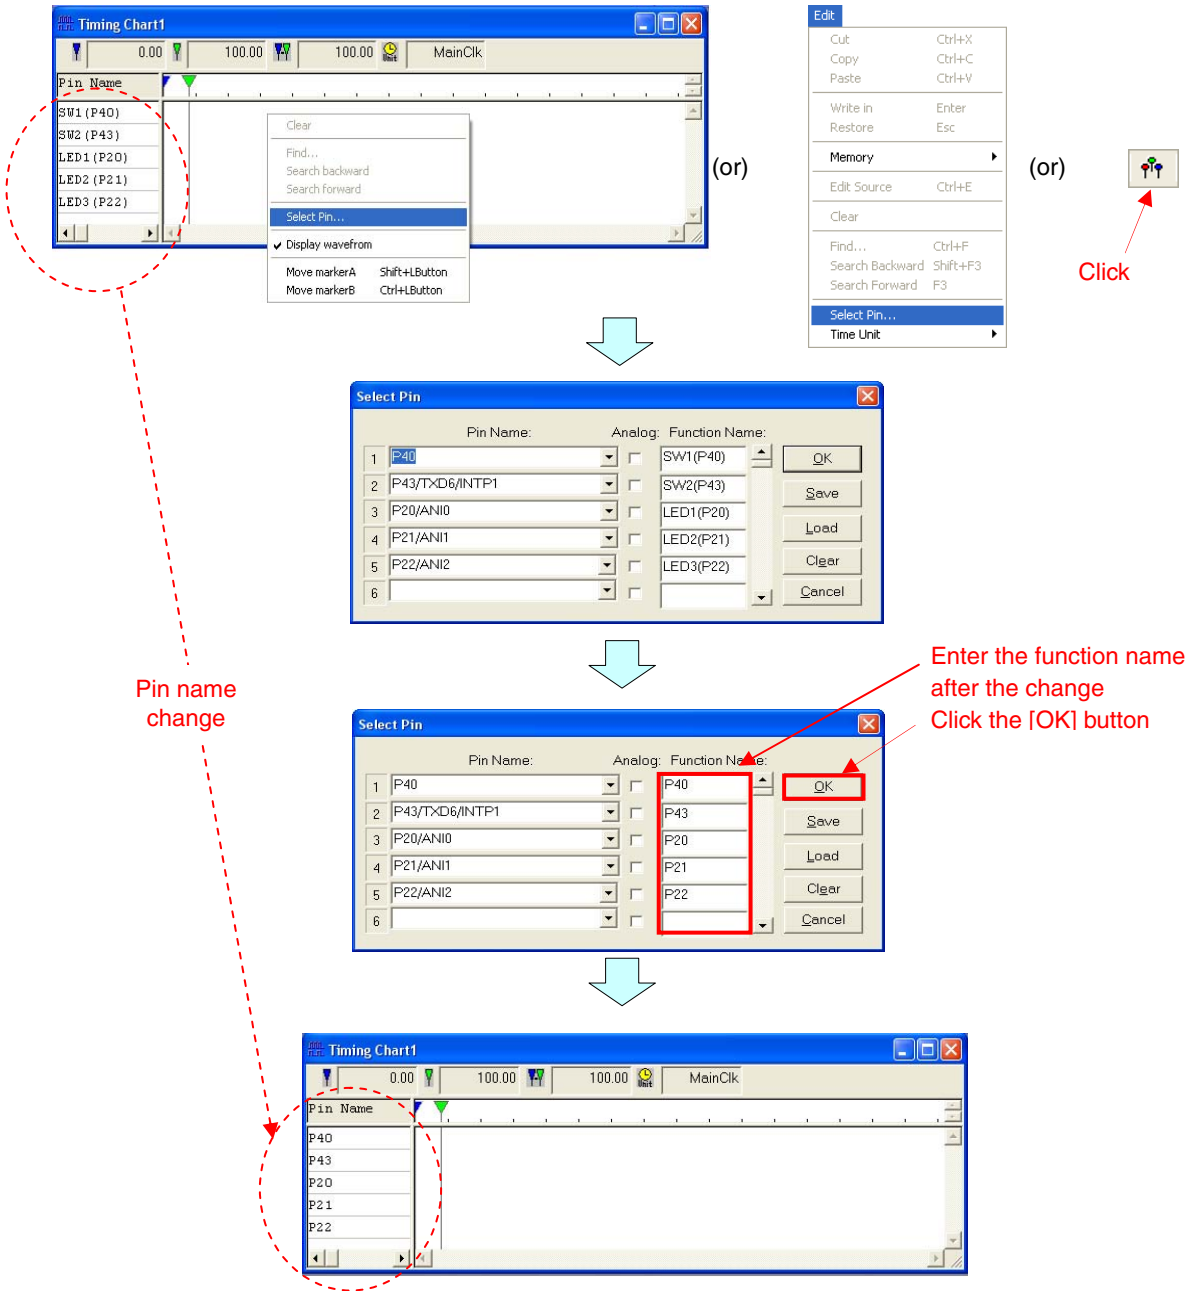 Timing Chart1
0.00 100.00 100.00 Unit MainClk
Pin Name
SW1(P40)
SW2(P43)
LED1(P20)
LED2(P21)
LED3(P22)
Clear
Find...
Search backward
Search forward
Select Pin...
Display wavefrom
Move markerA Shift+LButton
Move markerB Ctrl+LButton
(or)
Edit
Cut Ctrl+X
Copy Ctrl+C
Paste Ctrl+V
Write in Enter
Restore Esc
Memory
Edit Source Ctrl+E
Clear
Find... Ctrl+F
Search Backward Shift+F3
Search Forward F3
Select Pin...
Time Unit
(or)
Click
Select Pin
Pin Name: Analog: Function Name:
1 P40 SW1(P40) OK
2 P43/TXD6/INTP1 SW2(P43) Save
3 P20/ANI0 LED1(P20) Load
4 P21/ANI1 LED2(P21)
5 P22/ANI2 LED3(P22) Clear
6 Cancel
Pin name
change
Enter the function name
after the change
Click the [OK] button
Select Pin
Pin Name: Analog: Function Name:
1 P40 P40 OK
2 P43/TXD6/INTP1 P43 Save
3 P20/ANI0 P20 Load
4 P21/ANI1 P21
5 P22/ANI2 P22 Clear
6 Cancel
Timing Chart1
0.00 100.00 100.00 Unit MainClk
Pin Name
P40
P43
P20
P21
P22